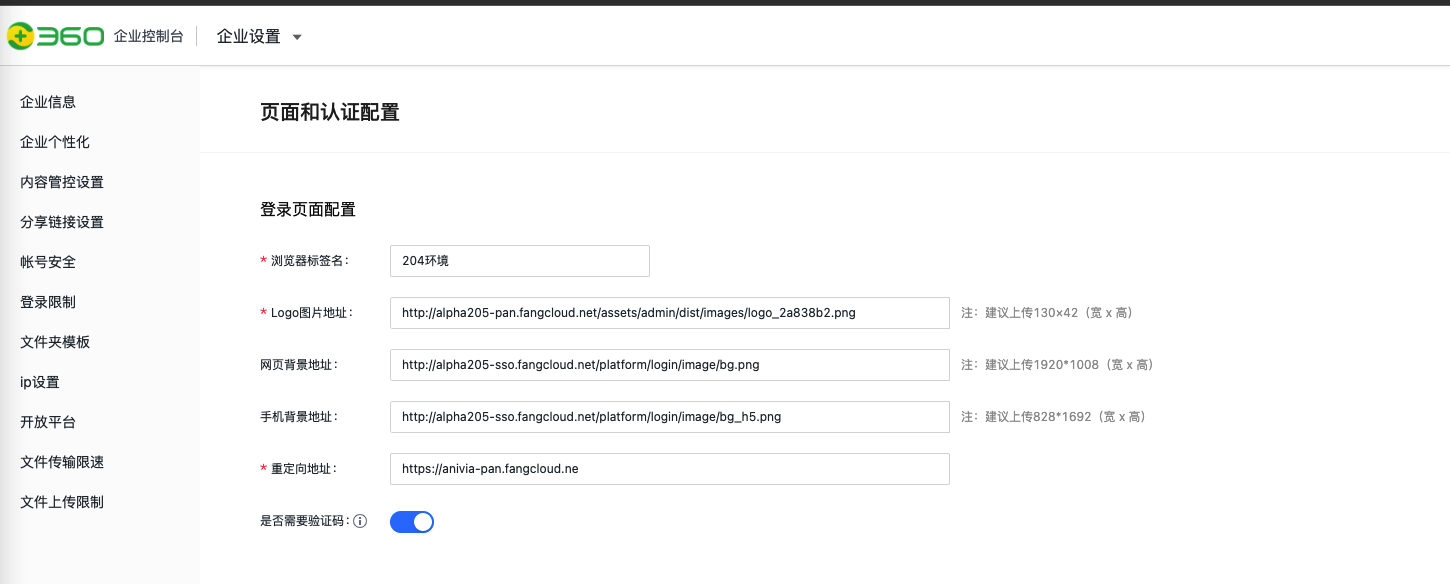 360 企业控制台 企业设置
企业信息
企业个性化
内容管控设置
分享链接设置
帐号安全
登录限制
文件夹模板
ip设置
开放平台
文件传输限速
文件上传限制
页面和认证配置
登录页面配置
* 浏览器标签名: 204环境
* Logo图片地址: http://alpha205-pan.fangcloud.net/assets/admin/dist/images/logo_2a838b2.png 注：建议上传130×42（宽 x 高）
网页背景地址: http://alpha205-sso.fangcloud.net/platform/login/image/bg.png 注：建议上传1920*1008（宽 x 高）
手机背景地址: http://alpha205-sso.fangcloud.net/platform/login/image/bg_h5.png 注：建议上传828*1692（宽 x 高）
* 重定向地址: https://anivia-pan.fangcloud.ne
是否需要验证码: